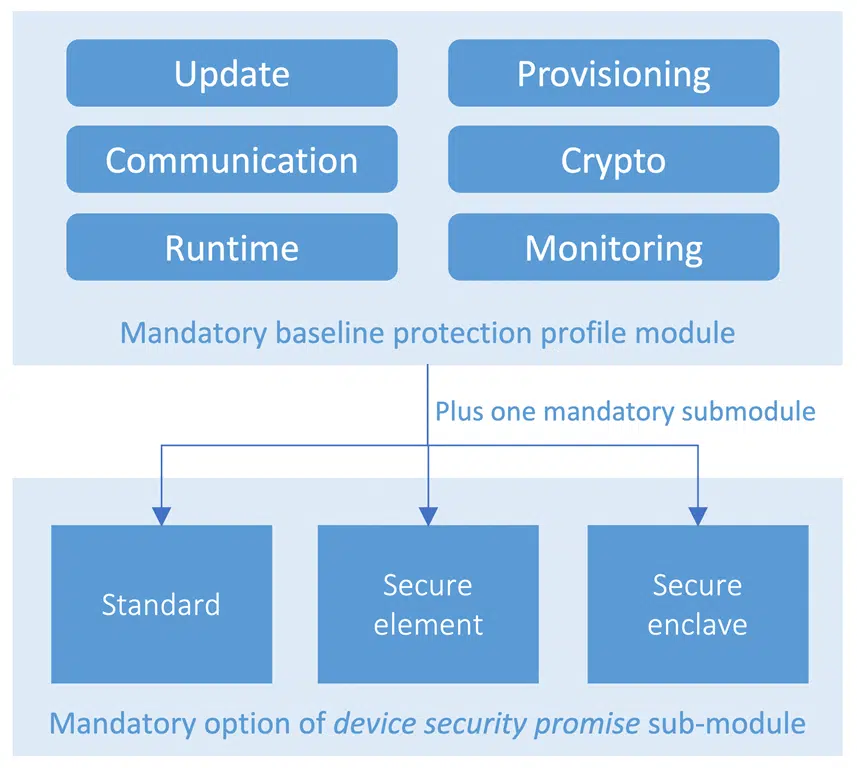 Update
Provisioning
Communication
Crypto
Runtime
Monitoring
Mandatory baseline protection profile module
Plus one mandatory submodule
Standard
Secure
element
Secure
enclave
Mandatory option of device security promise sub-module